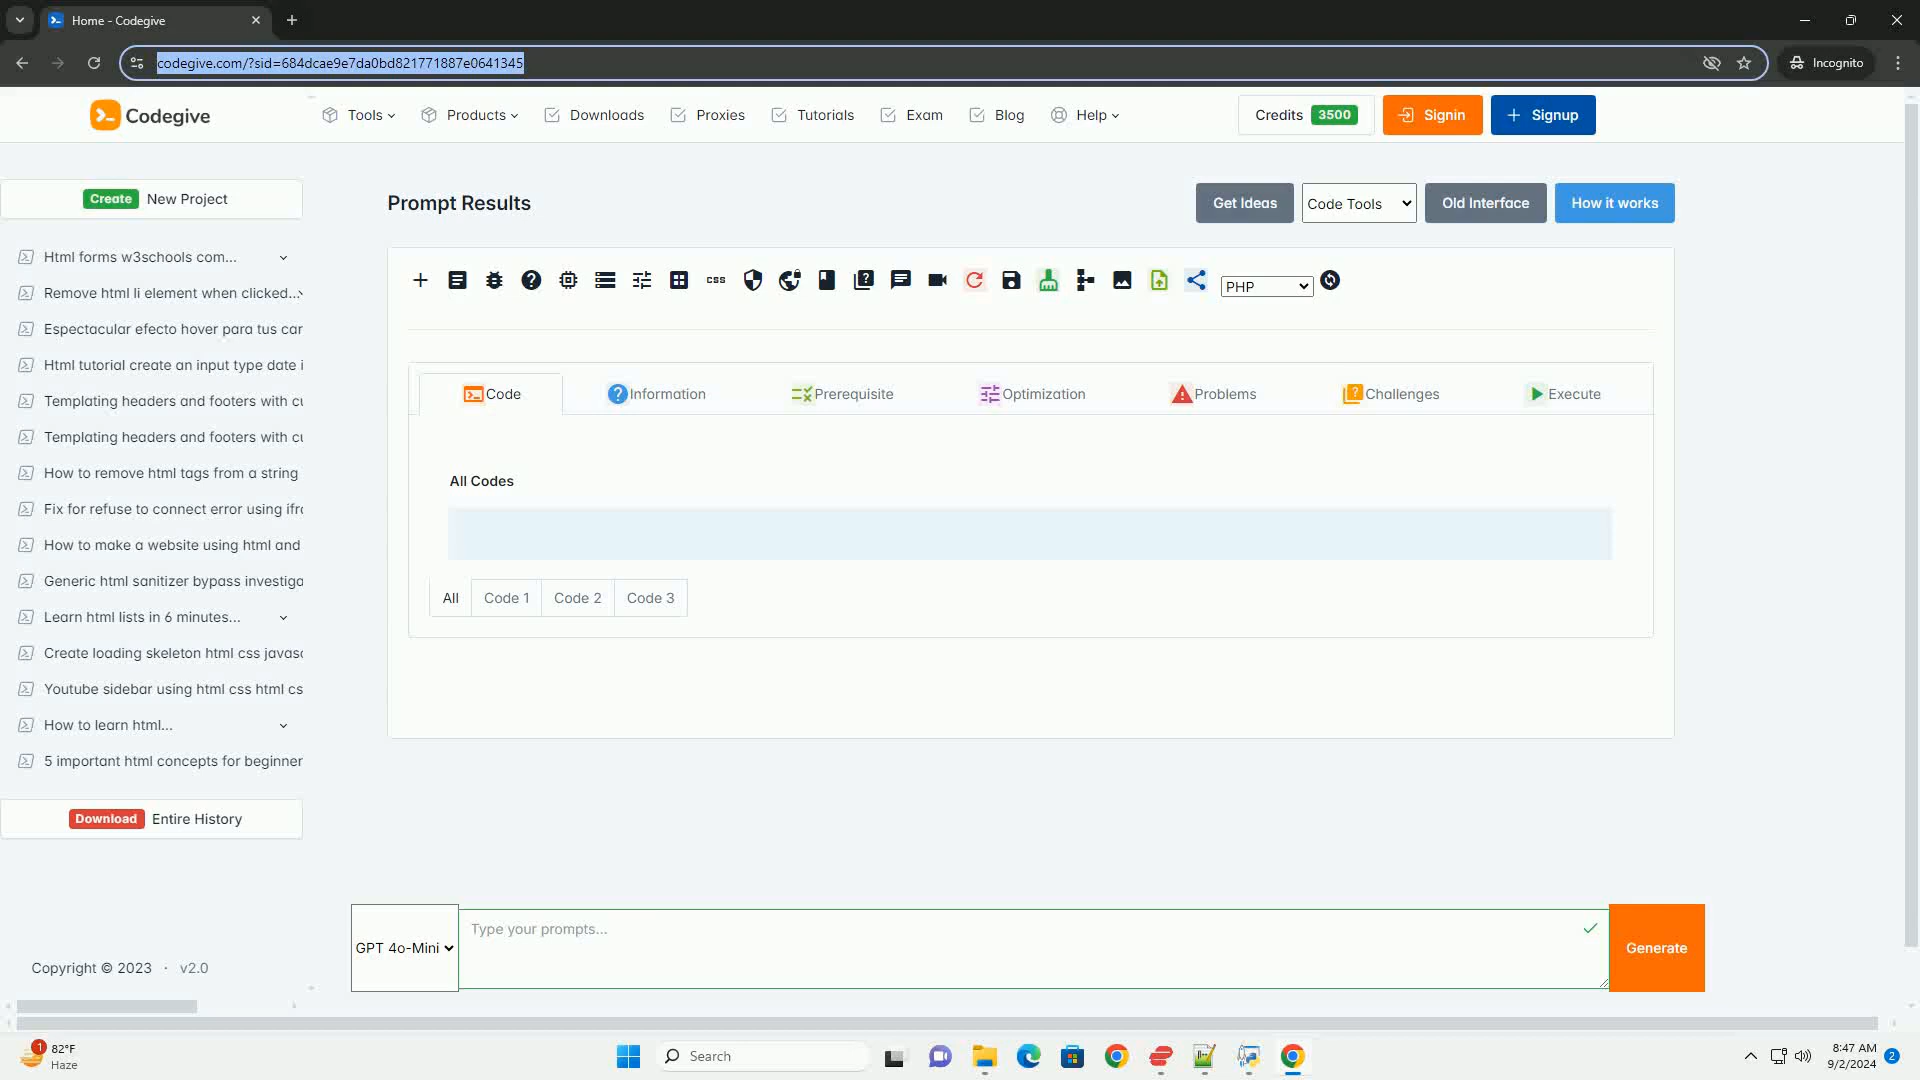 Home - Codegive
codegive.com/?sid=684dcae9e7da0bd821771887e0641345
Incognito
Codegive
Tools
Products
Downloads
Proxies
Tutorials
Exam
Blog
Help
Credits 3500
Signin
Signup
Create New Project
Html forms w3schools com...
Remove html li element when clicked...
Espectacular efecto hover para tus car
Html tutorial create an input type date i
Templating headers and footers with cu
Templating headers and footers with cu
How to remove html tags from a string
Fix for refuse to connect error using ifr
How to make a website using html and
Generic html sanitizer bypass investiga
Learn html lists in 6 minutes...
Create loading skeleton html css javasc
Youtube sidebar using html css html cs
How to learn html...
5 important html concepts for beginner
Download Entire History
Copyright © 2023 · v2.0
Prompt Results
Get Ideas
Code Tools
Old Interface
How it works
css
PHP
Code
Information
Prerequisite
Optimization
Problems
Challenges
Execute
All Codes
All
Code 1
Code 2
Code 3
GPT 4o-Mini
Type your prompts...
Generate
1
82°F
Haze
Search
8:47 AM
9/2/2024
2